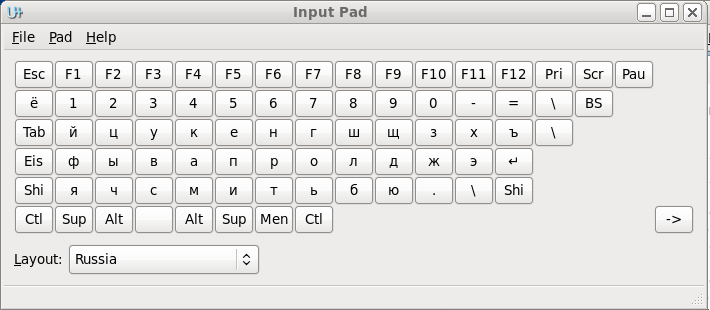 Input Pad
File Pad Help
Esc F1 F2 F3 F4 F5 F6 F7 F8 F9 F10 F11 F12 Pri Scr Pau
ё 1 2 3 4 5 6 7 8 9 0 - = \ BS
Tab й ц у к е н г ш щ з х ъ \
Eis ф ы в а п р о л д ж э ↵
Shi я ч с м и т ь б ю . \ Shi
Ctl Sup Alt Alt Sup Men Ctl ->
Layout: Russia